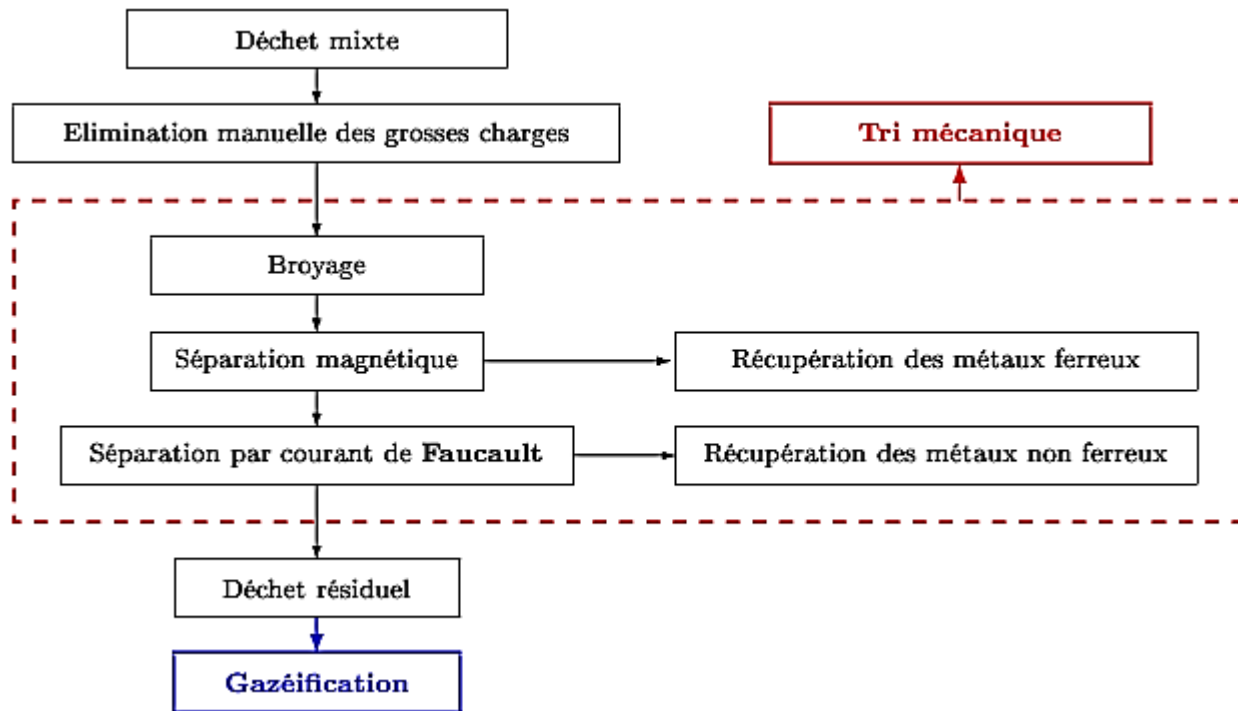 Déchet mixte
Elimination manuelle des grosses charges
Tri mécanique
Broyage
Séparation magnétique
Récupération des métaux ferreux
Séparation par courant de Faucault
Récupération des métaux non ferreux
Déchet résiduel
Gazéification